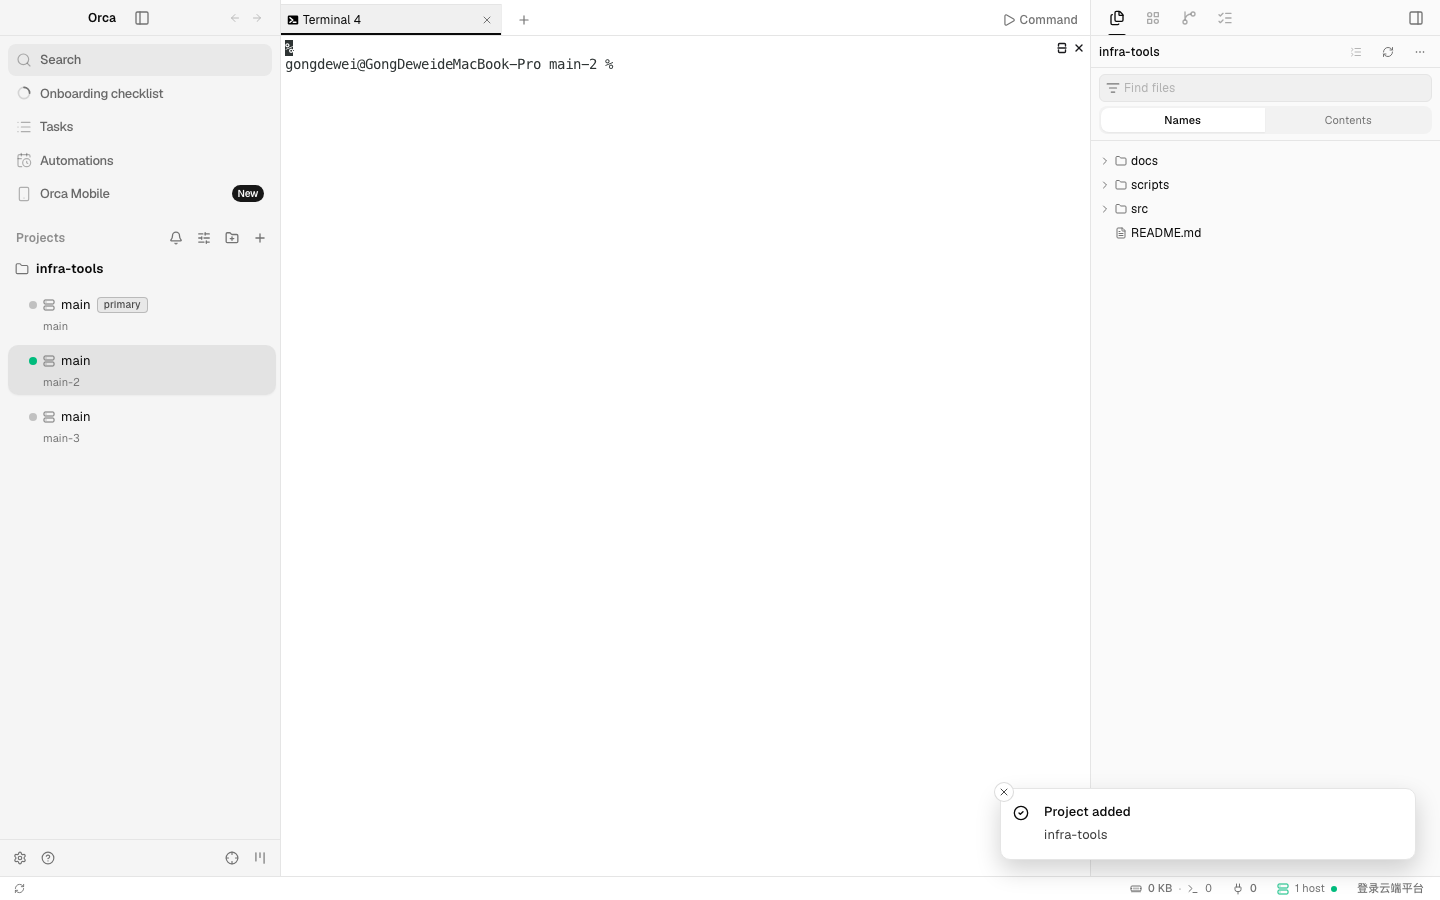 Orca
Terminal 4
Command
Search
Onboarding checklist
Tasks
Automations
Orca Mobile
New
Projects
infra-tools
main
primary
main
main
main-2
main
main-3
%
gongdewei@GongDeweideMacBook-Pro main-2 %
infra-tools
Find files
Names
Contents
docs
scripts
src
README.md
Project added
infra-tools
0 KB · 0
0
1 host
登录云端平台